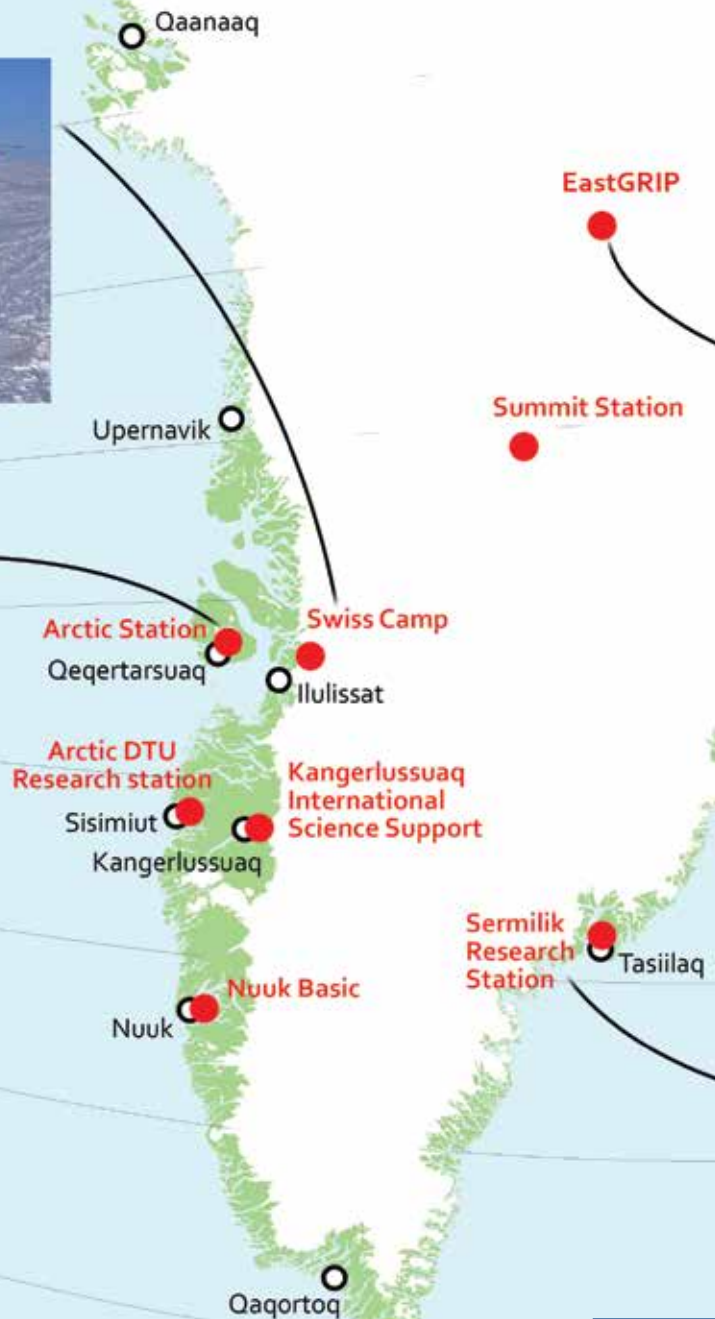 Qaanaaq
EastGRIP
Summit Station
Upernavik
Swiss Camp
Arctic Station
Qeqertarsuaq
Ilulissat
Arctic DTU
Research station
Kangerlussuaq
International
Science Support
Sisimiut
Kangerlussuaq
Sermilik
Research
Station
Tasiilaq
Nuuk Basic
Nuuk
Qaqortoq